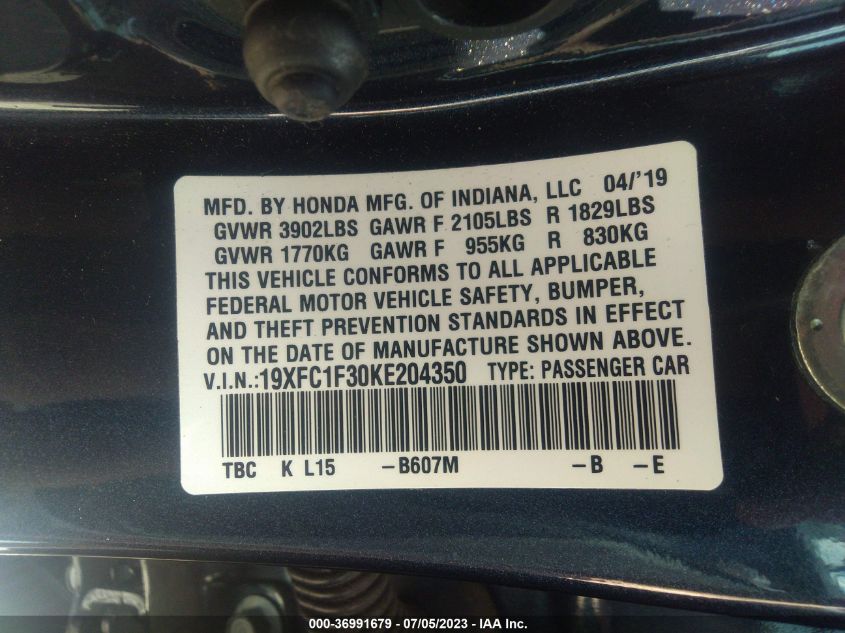 MFD. BY HONDA MFG. OF INDIANA, LLC 04/'19
GVWR 3902LBS GAWR F 2105LBS R 1829LBS
GVWR 1770KG GAWR F 955KG R 830KG
THIS VEHICLE CONFORMS TO ALL APPLICABLE
FEDERAL MOTOR VEHICLE SAFETY, BUMPER,
AND THEFT PREVENTION STANDARDS IN EFFECT
ON THE DATE OF MANUFACTURE SHOWN ABOVE.
V.I.N.:19XFC1F30KE204350 TYPE: PASSENGER CAR
TBC K L15 –B607M –B –E
000-36991679 / 07/05/2023 - IAA Inc.